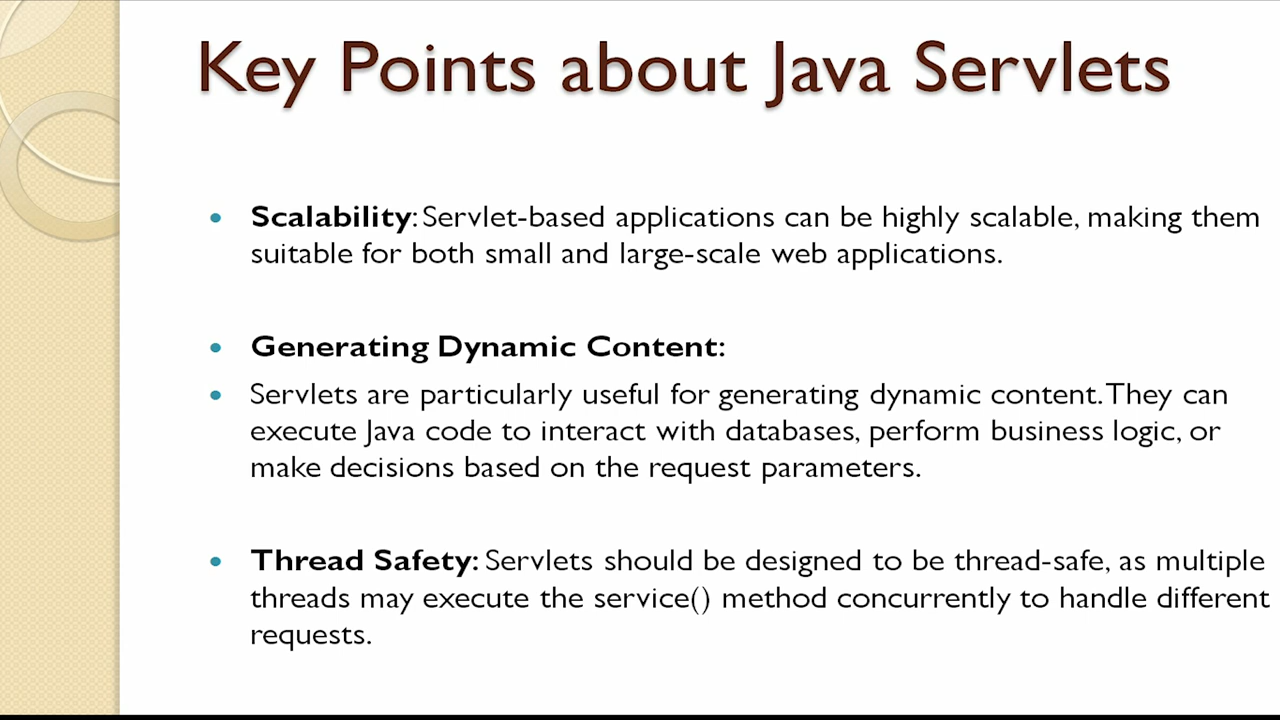 Key Points about Java Servlets
• Scalability: Servlet-based applications can be highly scalable, making them
suitable for both small and large-scale web applications.
• Generating Dynamic Content:
• Servlets are particularly useful for generating dynamic content. They can
execute Java code to interact with databases, perform business logic, or
make decisions based on the request parameters.
• Thread Safety: Servlets should be designed to be thread-safe, as multiple
threads may execute the service() method concurrently to handle different
requests.